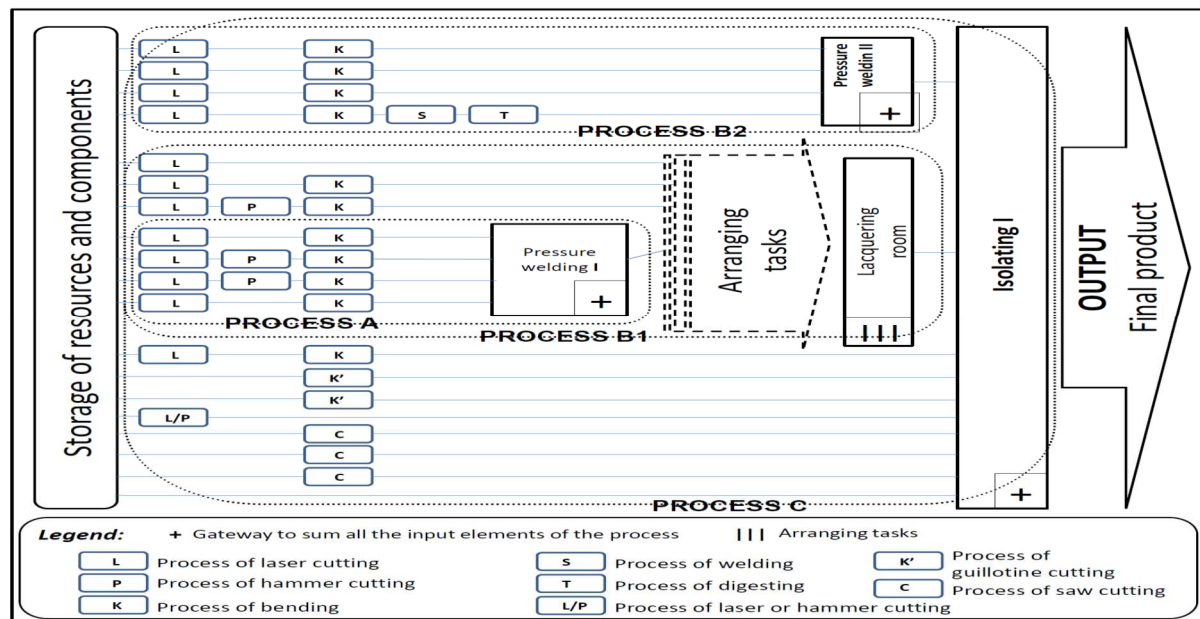 Storage of resources and components
L K
L K
L K
L K S T
Pressure
weldin II
+
PROCESS B2
L
L K
L P K
L K
L P K
L P K
L K
Pressure
welding I
+
PROCESS A
PROCESS B1
Arranging
tasks
Lacquering
room
| | |
L K
K'
K'
L/P
C
C
C
PROCESS C
Isolating I
+
OUTPUT
Final product
Legend: + Gateway to sum all the input elements of the process | | | Arranging tasks
L Process of laser cutting
P Process of hammer cutting
K Process of bending
S Process of welding
T Process of digesting
L/P Process of laser or hammer cutting
K' Process of
guillotine cutting
C Process of saw cutting